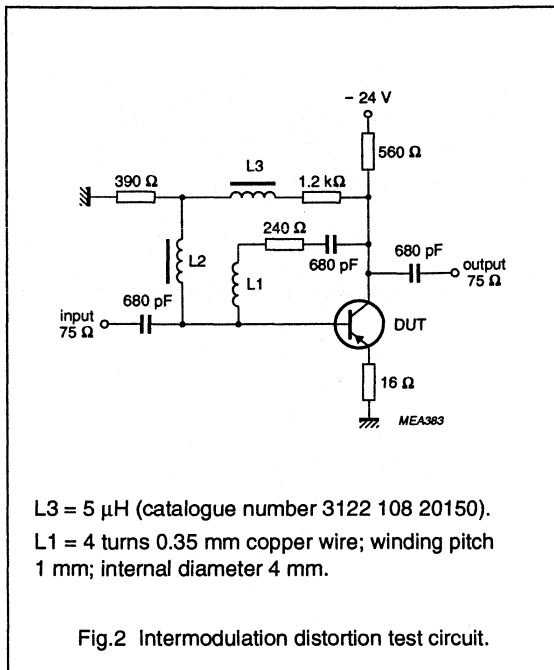 – 24 V
560 Ω
L3
390 Ω
1.2 kΩ
240 Ω
L2
680 pF
680 pF
output
75 Ω
L1
680 pF
input
75 Ω
DUT
16 Ω
MEA383
L3 = 5 μH (catalogue number 3122 108 20150).
L1 = 4 turns 0.35 mm copper wire; winding pitch
1 mm; internal diameter 4 mm.
Fig.2 Intermodulation distortion test circuit.